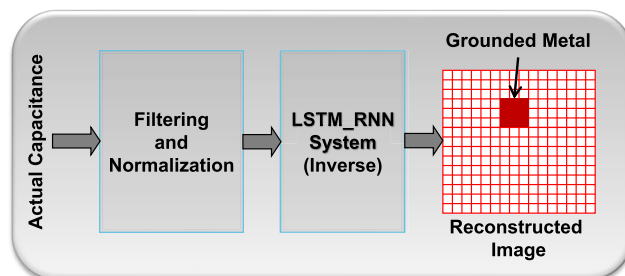 Actual Capacitance
Filtering
and
Normalization
LSTM_RNN
System
(Inverse)
Grounded Metal
Reconstructed
Image